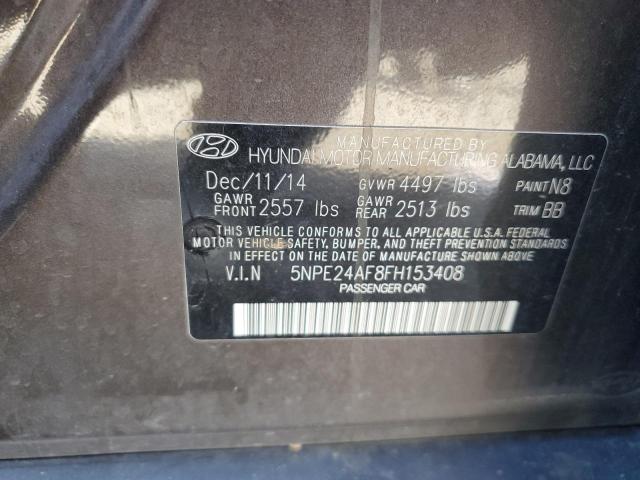 MANUFACTURED BY
HYUNDAI MOTOR MANUFACTURING ALABAMA, LLC
Dec/11/14 GVWR 4497 lbs PAINT N8
GAWR FRONT 2557 lbs GAWR REAR 2513 lbs TRIM BB
THIS VEHICLE CONFORMS TO ALL APPLICABLE U.S.A. FEDERAL
MOTOR VEHICLE SAFETY, BUMPER, AND THEFT PREVENTION STANDARDS
IN EFFECT ON THE DATE OF MANUFACTURE SHOWN ABOVE.
V.I.N 5NPE24AF8FH153408
PASSENGER CAR